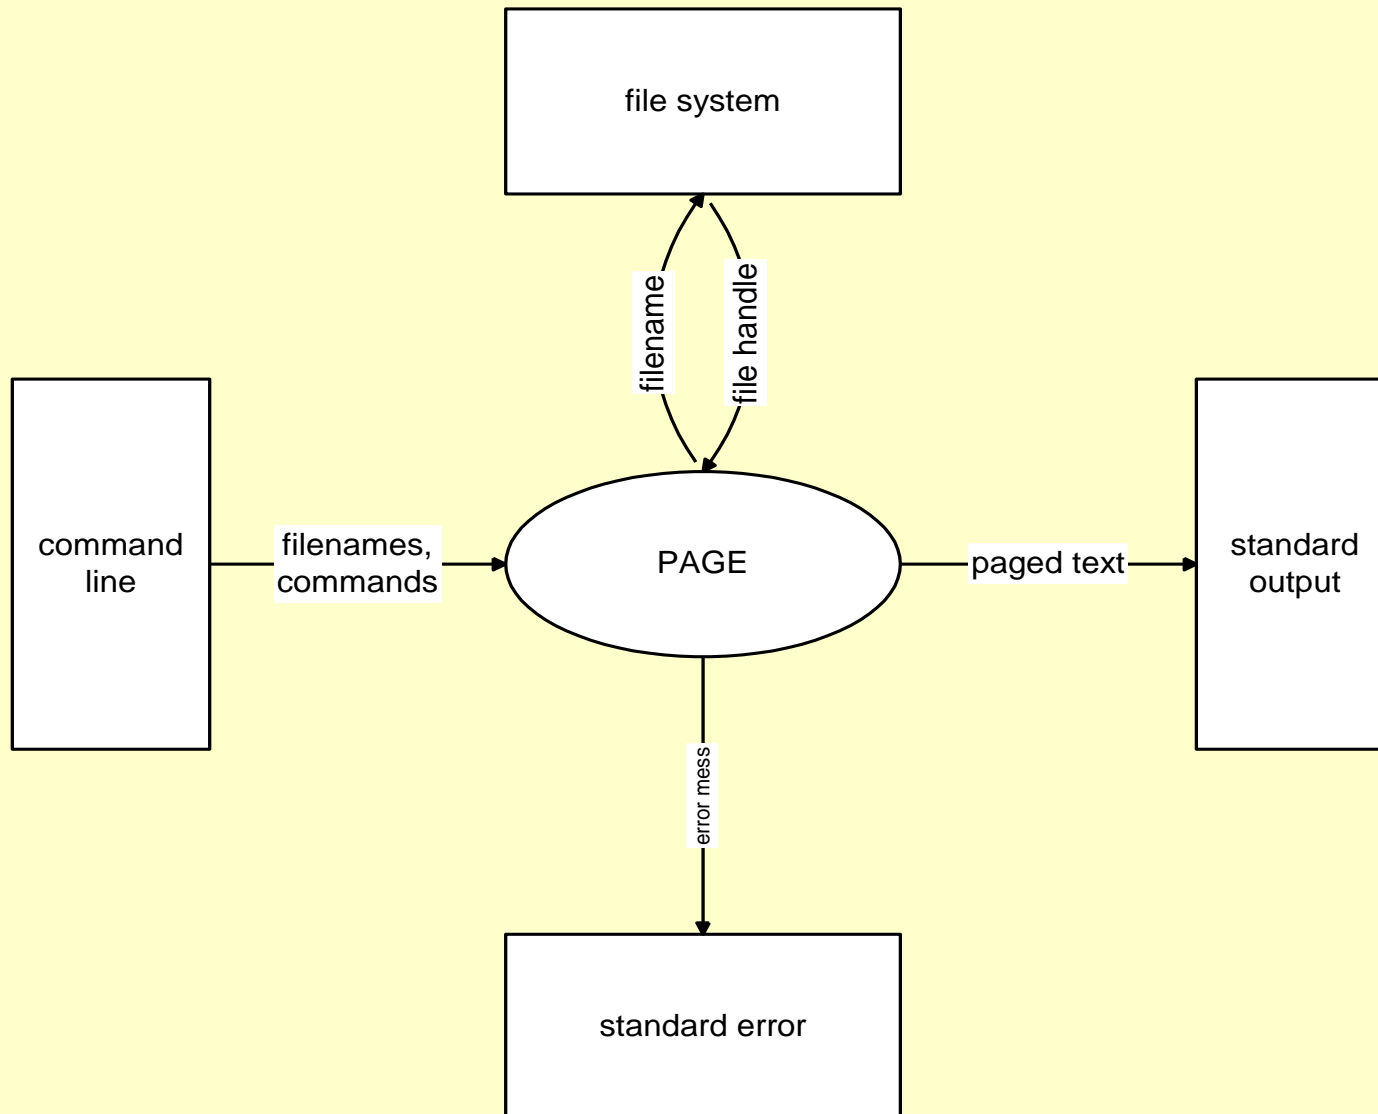 file system
filename
file handle
command
line
filenames,
commands
PAGE
paged text
standard
output
error mess
standard error